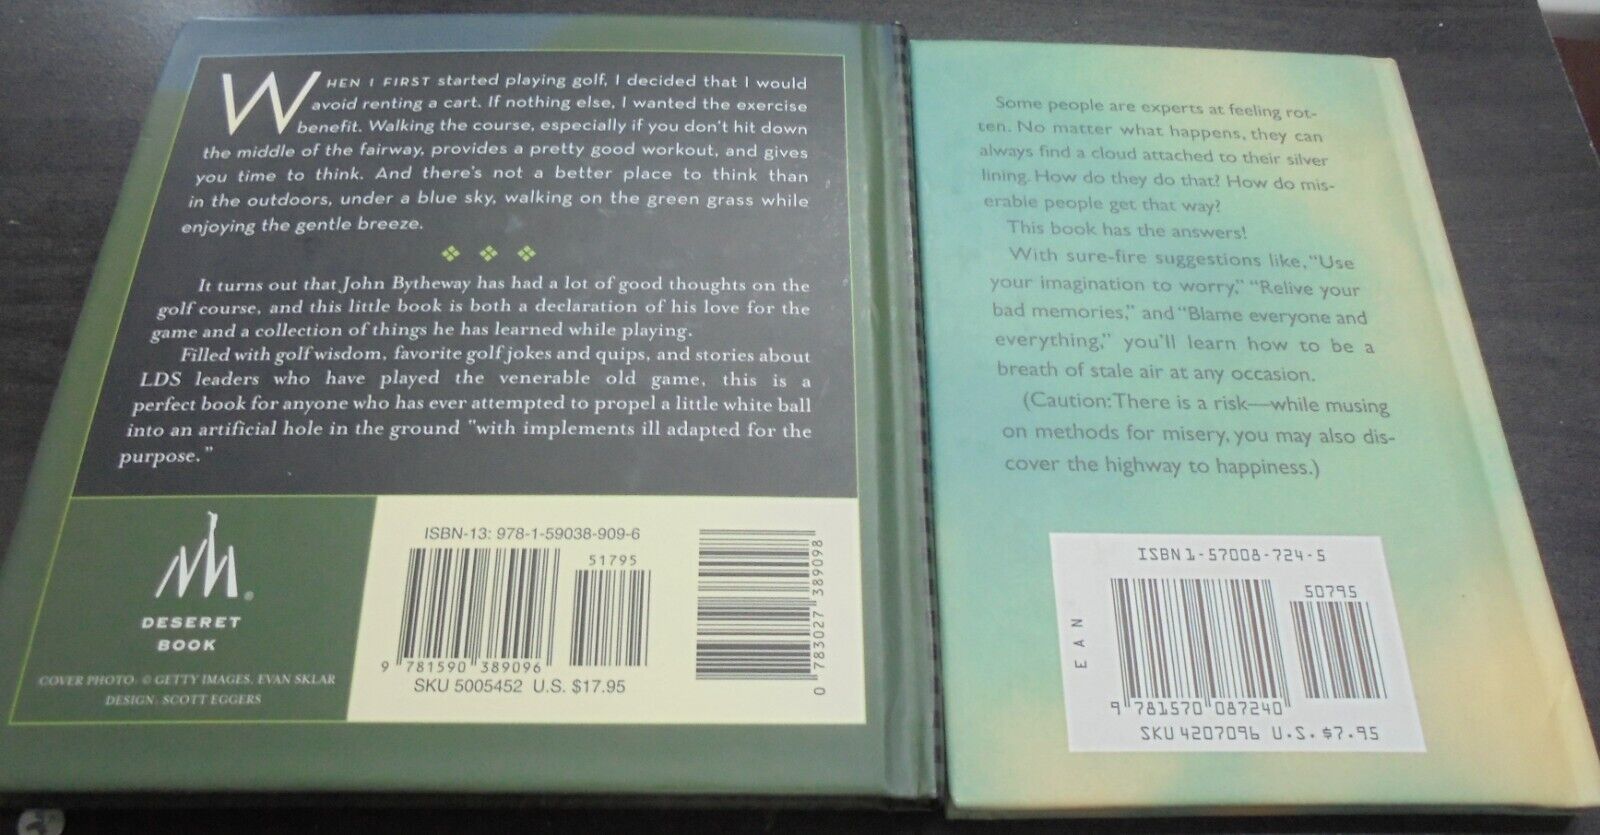 WHEN I FIRST started playing golf, I decided that I would
avoid renting a cart. If nothing else, I wanted the exercise
benefit. Walking the course, especially if you don't hit down
the middle of the fairway, provides a pretty good workout, and gives
you time to think. And there's not a better place to think than
in the outdoors, under a blue sky, walking on the green grass while
enjoying the gentle breeze.
It turns out that John Bytheway has had a lot of good thoughts on the
golf course, and this little book is both a declaration of his love for the
game and a collection of things he has learned while playing.
Filled with golf wisdom, favorite golf jokes and quips, and stories about
LDS leaders who have played the venerable old game, this is a
perfect book for anyone who has ever attempted to propel a little white ball
into an artificial hole in the ground "with implements ill adapted for the
purpose."
DESERET
BOOK
COVER PHOTO: © GETTY IMAGES, EVAN SKLAR
DESIGN: SCOTT EGGERS
ISBN-13: 978-1-59038-909-6
51795
9 781590 389096
SKU 5005452 U.S. $17.95
0 783027 389098
Some people are experts at feeling rot-
ten. No matter what happens, they can
always find a cloud attached to their silver
lining. How do they do that? How do mis-
erable people get that way?
This book has the answers!
With sure-fire suggestions like, "Use
your imagination to worry," "Relive your
bad memories," and "Blame everyone and
everything," you'll learn how to be a
breath of stale air at any occasion.
(Caution: There is a risk—while musing
on methods for misery, you may also dis-
cover the highway to happiness.)
ISBN 1-57008-724-5
50795
EAN
9 781570 087240
SKU 4207096 U.S. $7.95